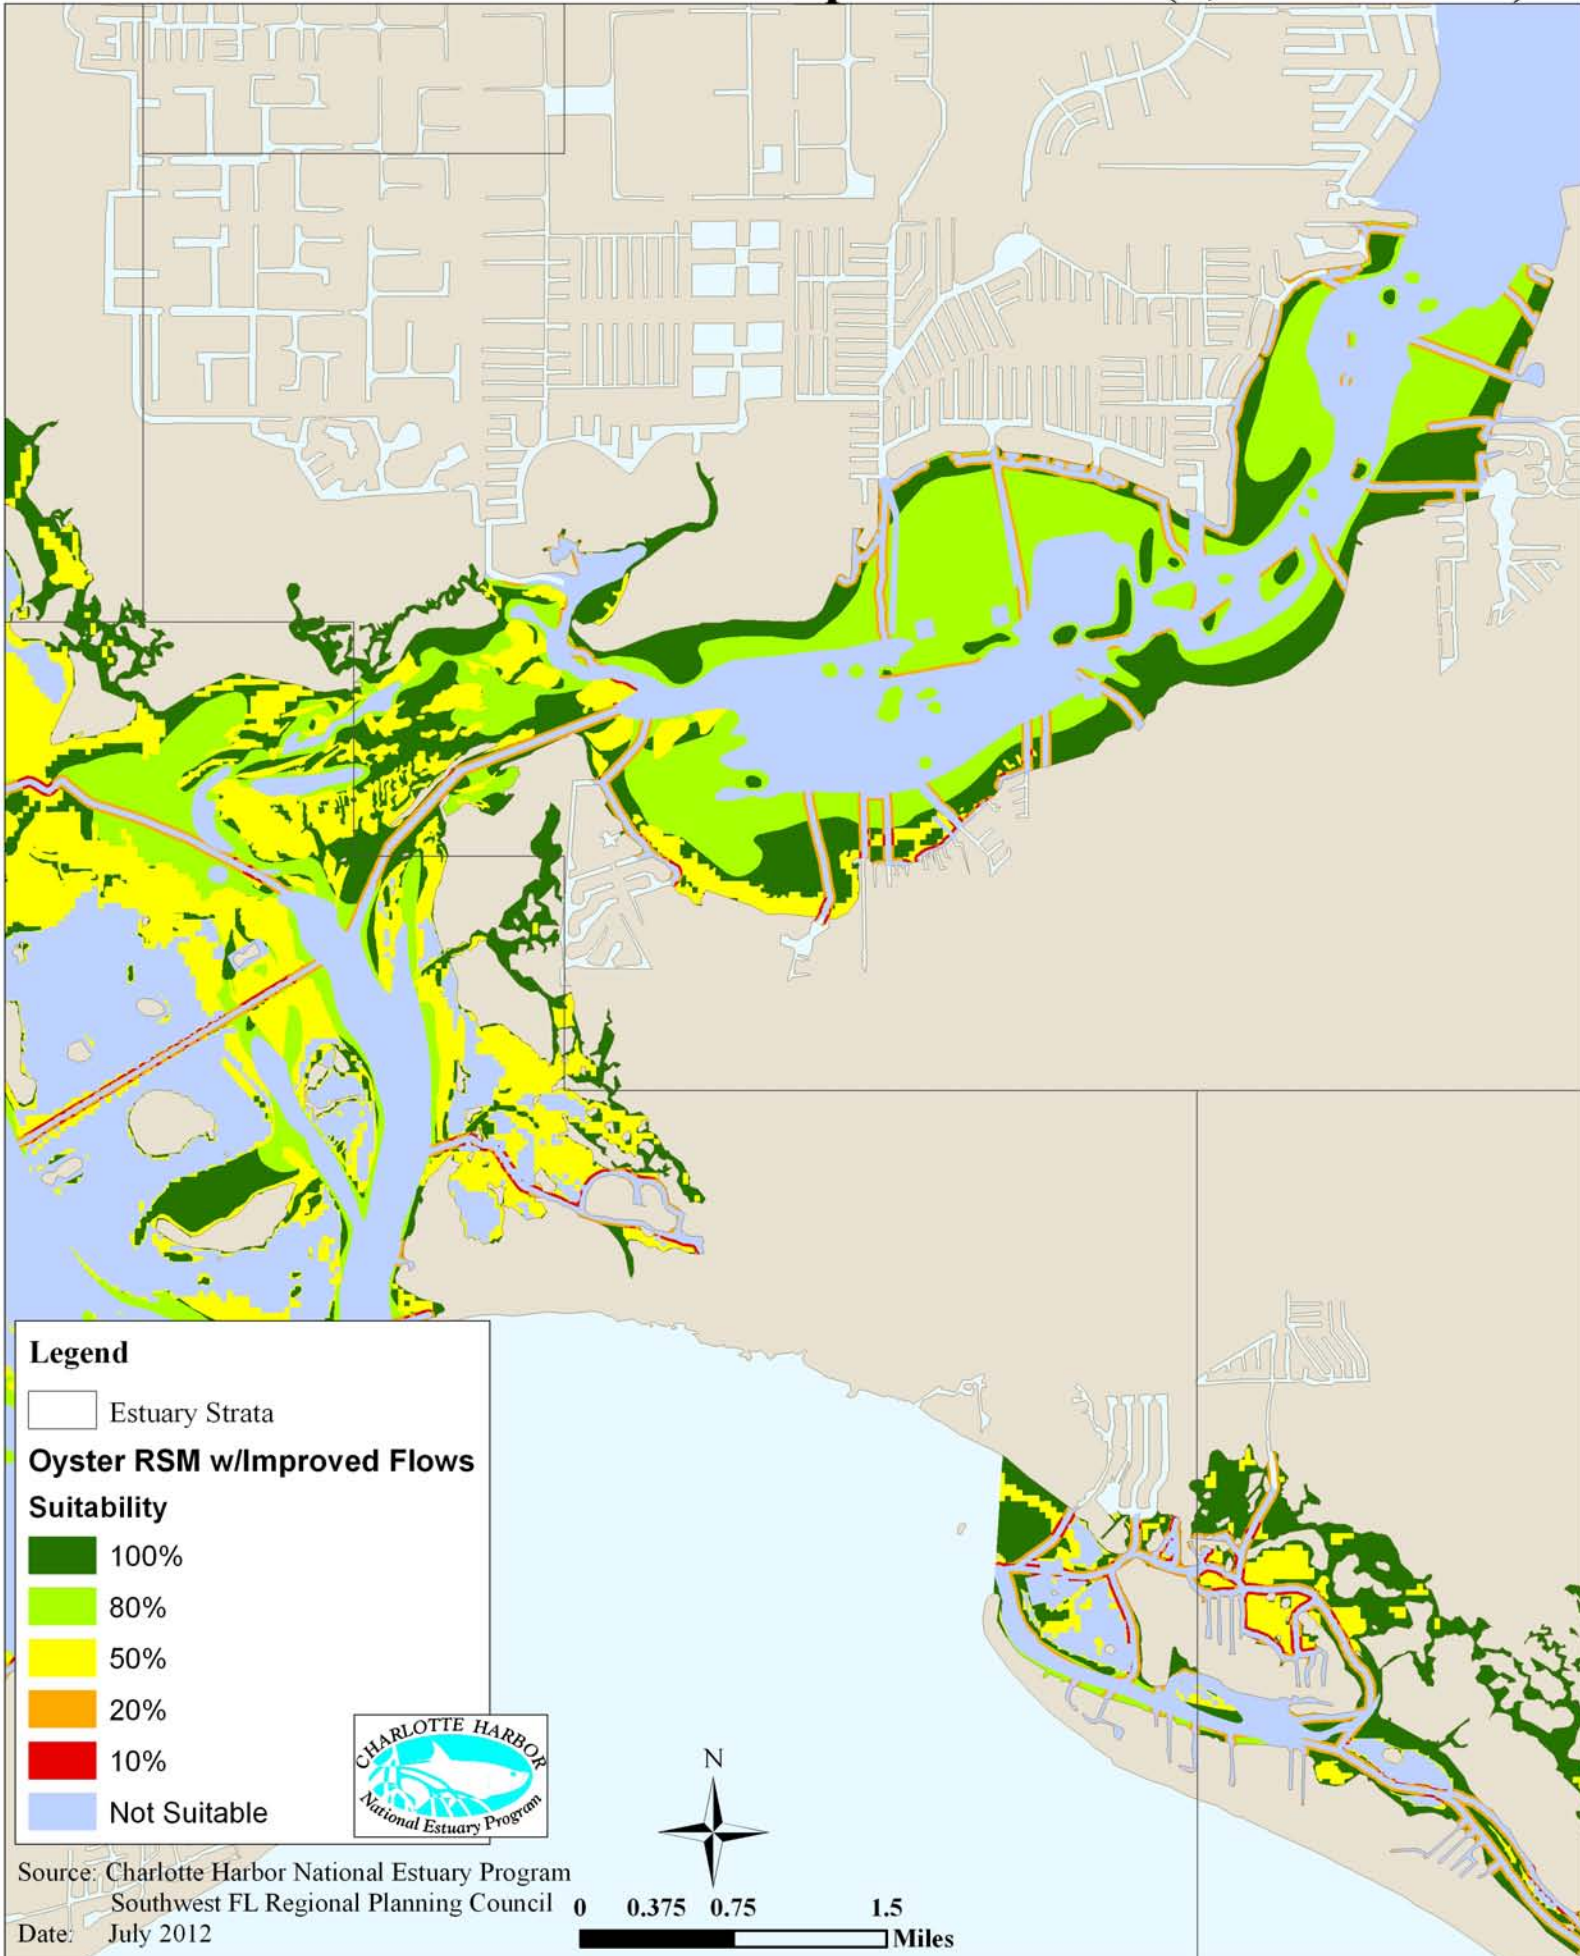 Legend
Estuary Strata
Oyster RSM w/Improved Flows
Suitability
100%
80%
50%
20%
10%
Not Suitable
CHARLOTTE HARBOR
National Estuary Program
N
Source: Charlotte Harbor National Estuary Program
Southwest FL Regional Planning Council
Date: July 2012
0 0.375 0.75 1.5
Miles